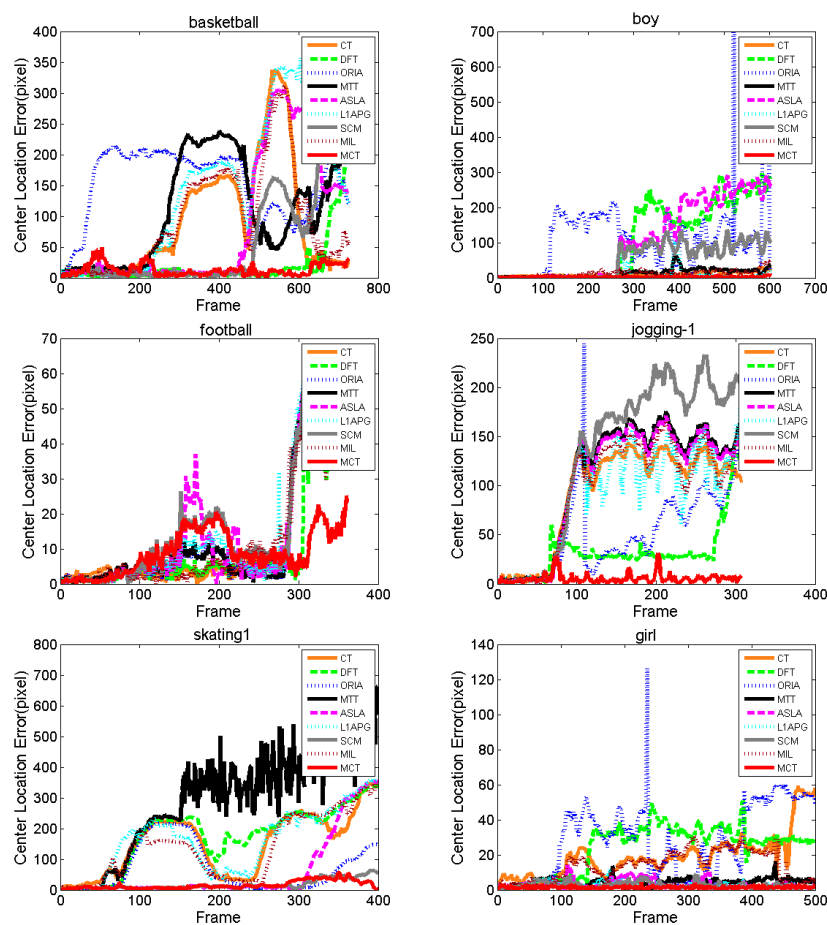 basketball
Center Location Error(pixel)
400
350
300
250
200
150
100
50
0
0 200 400 600 800
Frame
CT
DFT
ORIA
MTT
ASLA
L1APG
SCM
MIL
MCT
boy
Center Location Error(pixel)
700
600
500
400
300
200
100
0
0 100 200 300 400 500 600 700
Frame
CT
DFT
ORIA
MTT
ASLA
L1APG
SCM
MIL
MCT
football
Center Location Error(pixel)
70
60
50
40
30
20
10
0
0 100 200 300 400
Frame
CT
DFT
ORIA
MTT
ASLA
L1APG
SCM
MIL
MCT
jogging-1
Center Location Error(pixel)
250
200
150
100
50
0
0 100 200 300 400
Frame
CT
DFT
ORIA
MTT
ASLA
L1APG
SCM
MIL
MCT
skating1
Center Location Error(pixel)
800
700
600
500
400
300
200
100
0
0 100 200 300 400
Frame
CT
DFT
ORIA
MTT
ASLA
L1APG
SCM
MIL
MCT
girl
Center Location Error(pixel)
140
120
100
80
60
40
20
0
0 100 200 300 400 500
Frame
CT
DFT
ORIA
MTT
ASLA
L1APG
SCM
MIL
MCT